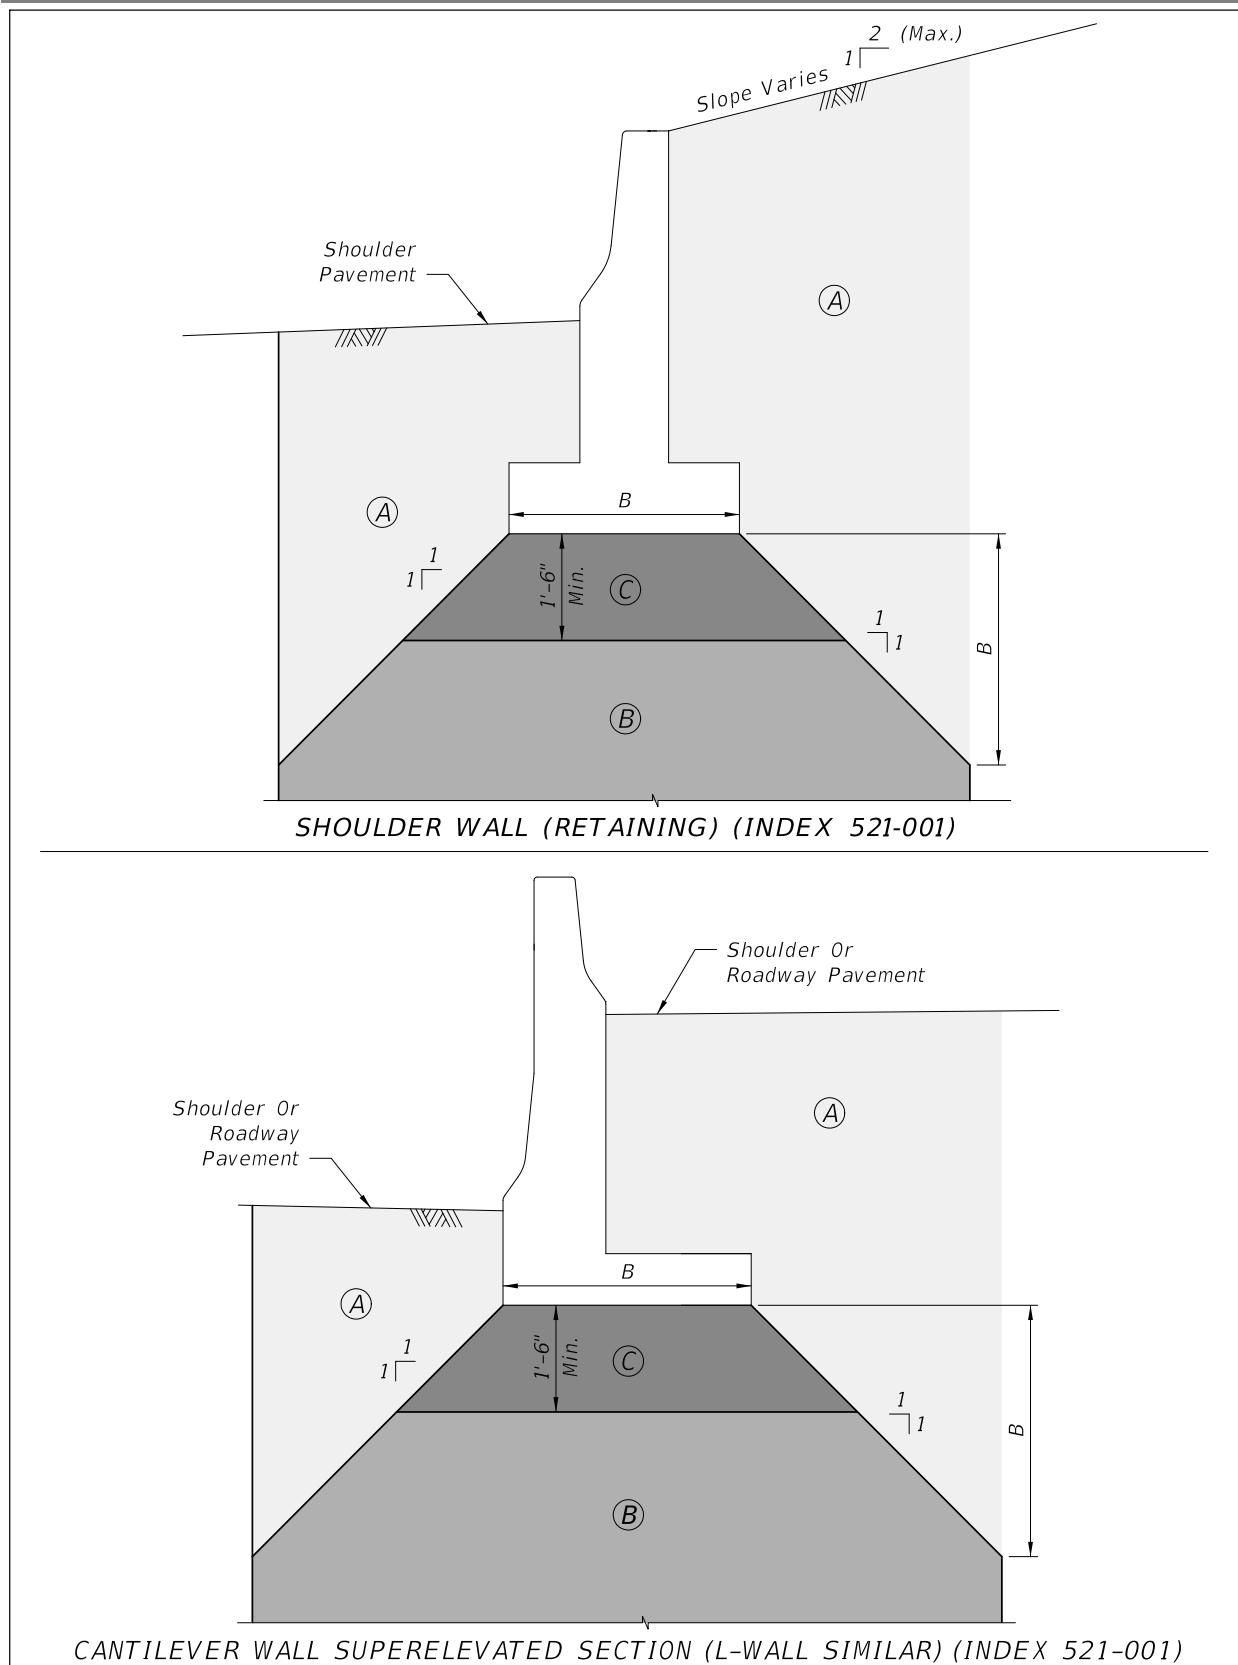 2 (Max.)
1
Slope Varies
Shoulder
Pavement
A
B
A
1
1
1'-6"
Min.
C
1
1
B
B
SHOULDER WALL (RETAINING) (INDEX 521-001)
Shoulder Or
Roadway Pavement
Shoulder Or
Roadway
Pavement
A
B
A
1
1
1'-6"
Min.
C
1
1
B
B
CANTILEVER WALL SUPERELEVATED SECTION (L-WALL SIMILAR) (INDEX 521-001)